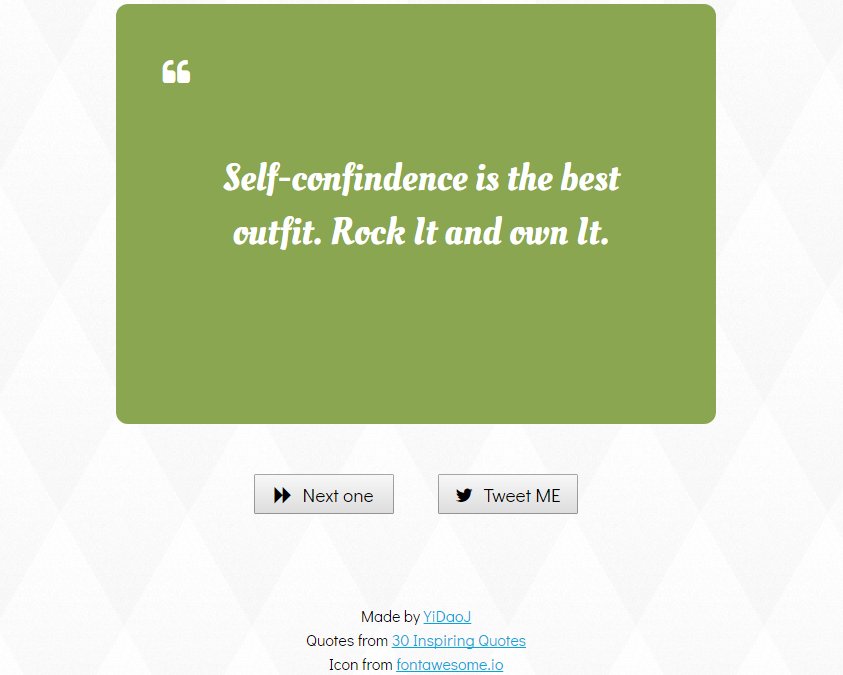 “
Self-confindence is the best
outfit. Rock It and own It.
Next one
Tweet ME
Made by YiDaoJ
Quotes from 30 Inspiring Quotes
Icon from fontawesome.io